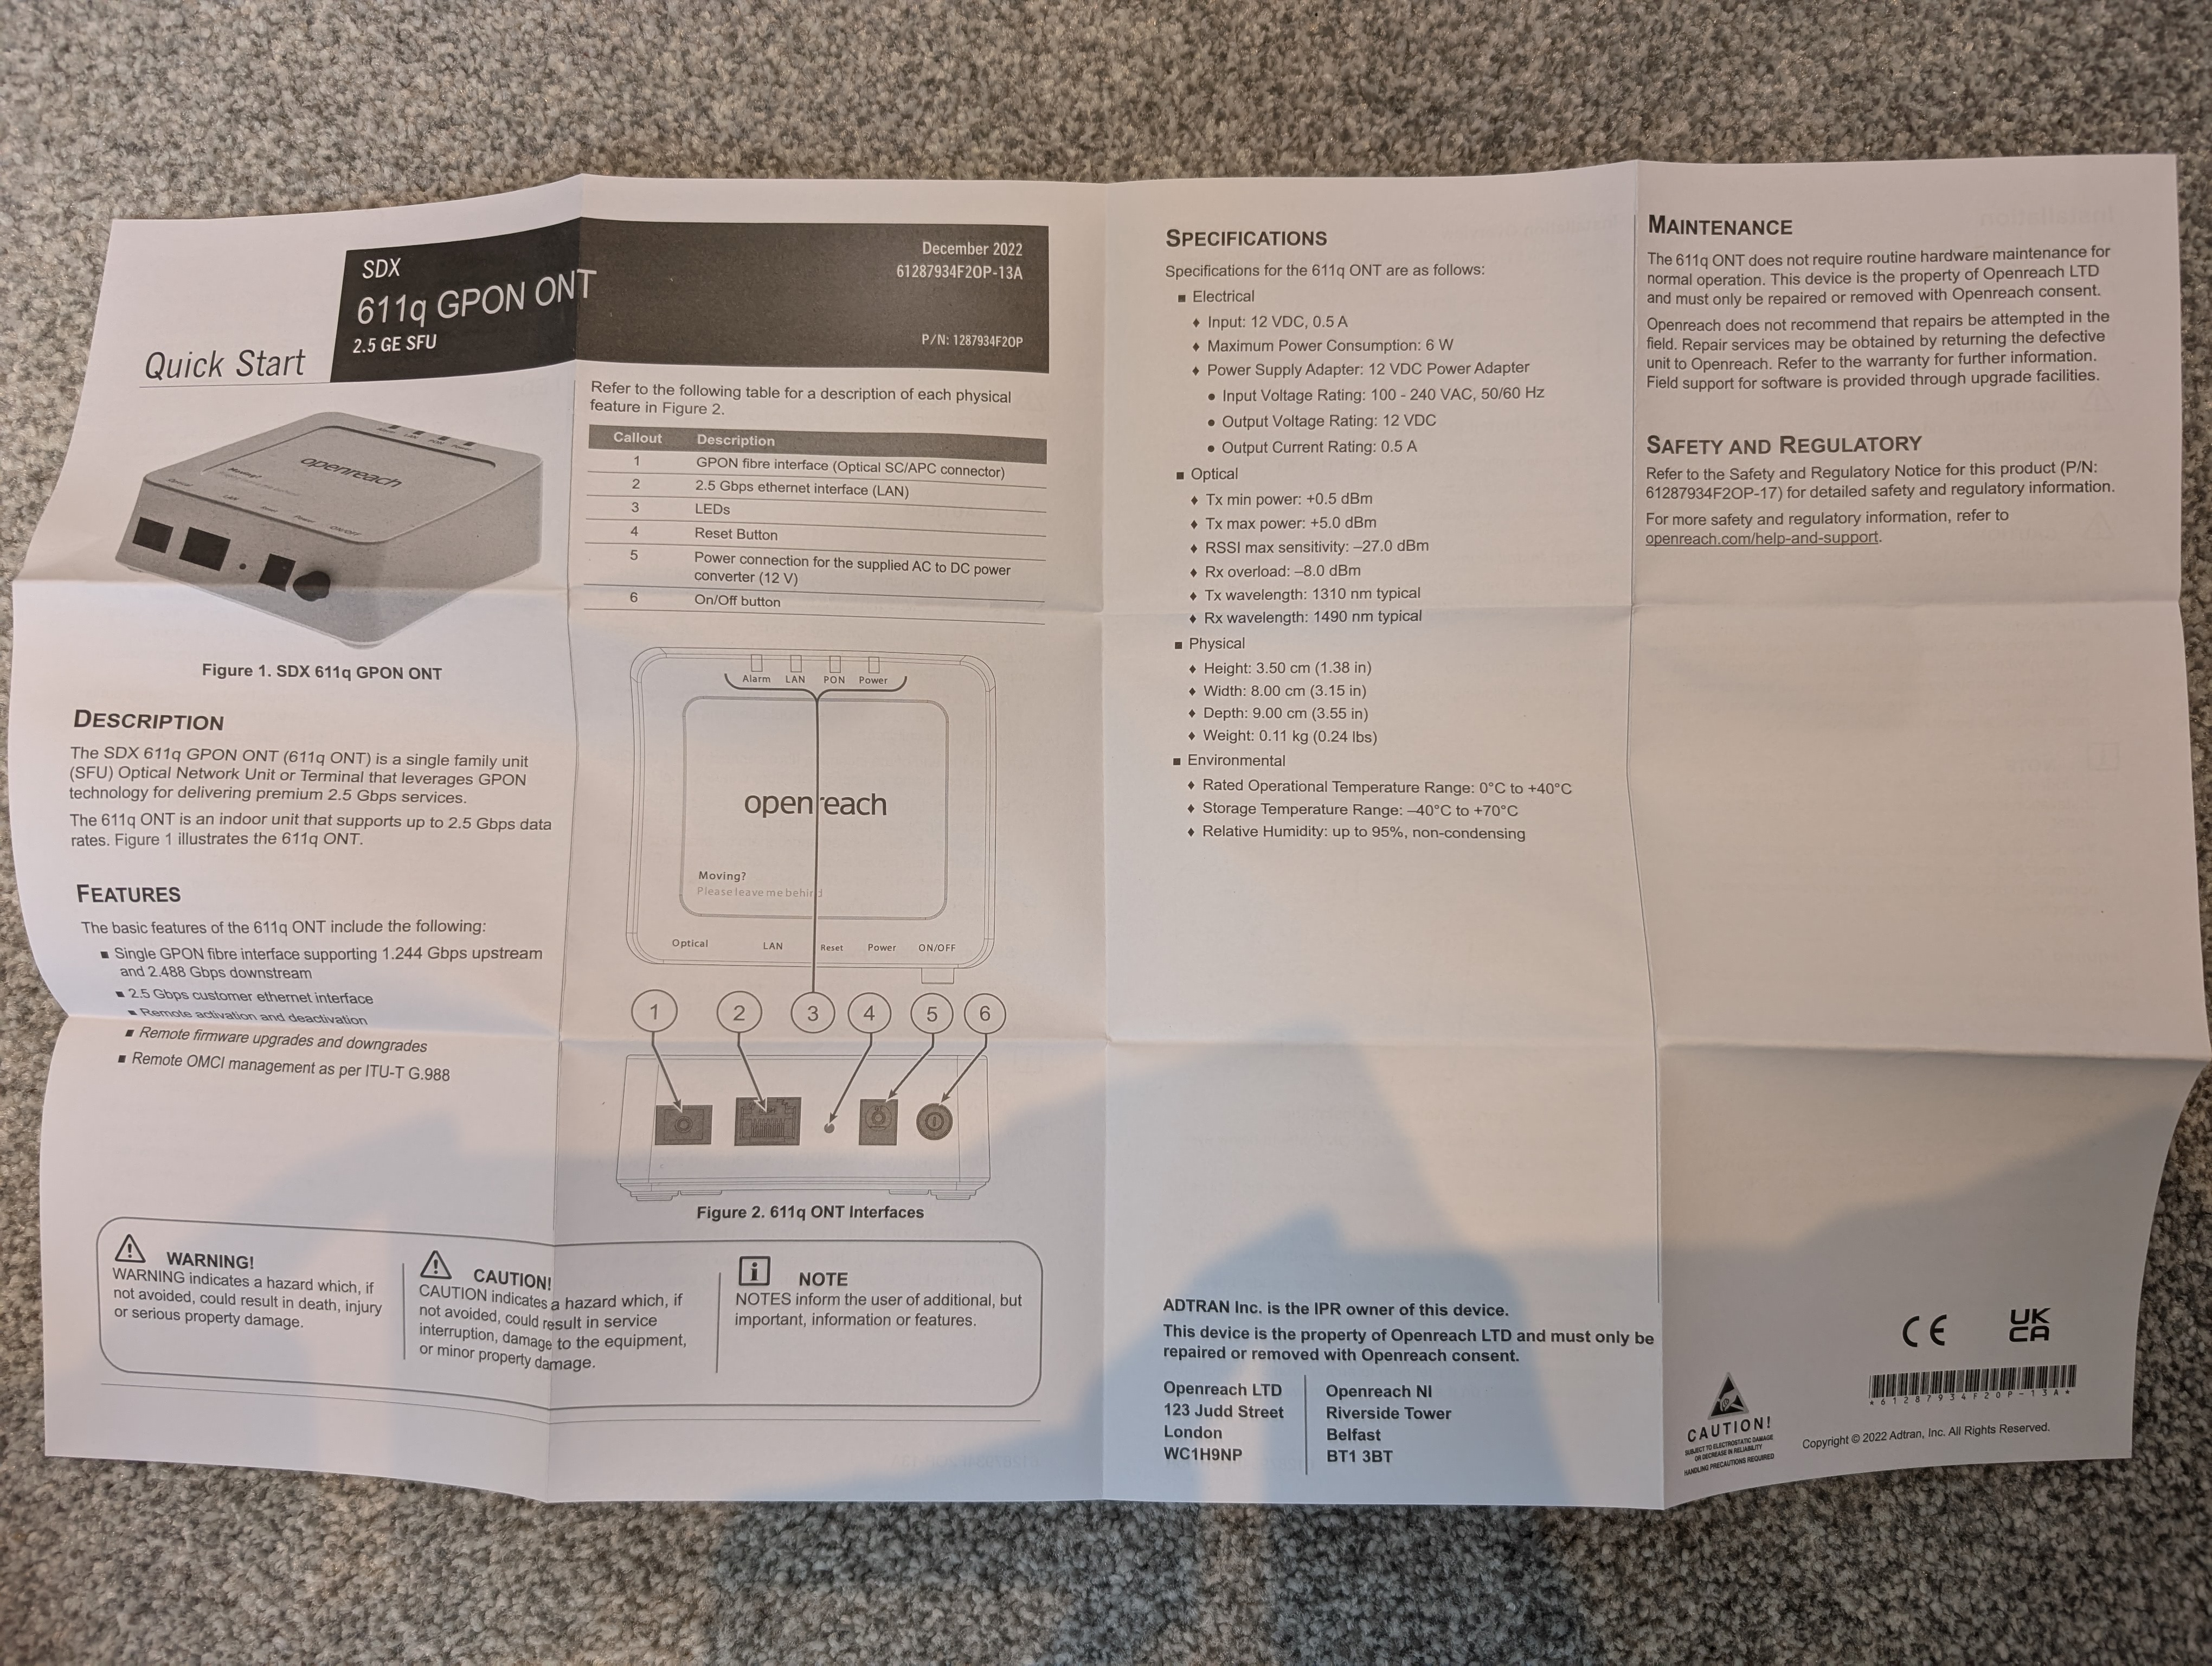 SDX
611q GPON ONT
2.5 GE SFU
Quick Start
December 2022
61287934F2OP-13A
P/N: 1287934F2OP
openreach
Moving?
LAN
ON/OFF
Figure 1. SDX 611q GPON ONT
DESCRIPTION
The SDX 611q GPON ONT (611q ONT) is a single family unit
(SFU) Optical Network Unit or Terminal that leverages GPON
technology for delivering premium 2.5 Gbps services.
The 611q ONT is an indoor unit that supports up to 2.5 Gbps data
rates. Figure 1 illustrates the 611q ONT.
FEATURES
The basic features of the 611q ONT include the following:
■ Single GPON fibre interface supporting 1.244 Gbps upstream
and 2.488 Gbps downstream
■ 2.5 Gbps customer ethernet interface
■ Remote activation and deactivation
■ Remote firmware upgrades and downgrades
■ Remote OMCI management as per ITU-T G.988
Refer to the following table for a description of each physical
feature in Figure 2.
Callout Description
1 GPON fibre interface (Optical SC/APC connector)
2 2.5 Gbps ethernet interface (LAN)
3 LEDs
4 Reset Button
5 Power connection for the supplied AC to DC power
converter (12 V)
6 On/Off button
Alarm LAN PON Power
openreach
Moving?
Please leave me behind
Optical LAN Reset Power ON/OFF
1 2 3 4 5 6
Figure 2. 611q ONT Interfaces
WARNING!
WARNING indicates a hazard which, if
not avoided, could result in death, injury
or serious property damage.
CAUTION!
CAUTION indicates a hazard which, if
not avoided, could result in service
interruption, damage to the equipment,
or minor property damage.
NOTE
NOTES inform the user of additional, but
important, information or features.
SPECIFICATIONS
Specifications for the 611q ONT are as follows:
■ Electrical
♦ Input: 12 VDC, 0.5 A
♦ Maximum Power Consumption: 6 W
♦ Power Supply Adapter: 12 VDC Power Adapter
● Input Voltage Rating: 100 - 240 VAC, 50/60 Hz
● Output Voltage Rating: 12 VDC
● Output Current Rating: 0.5 A
■ Optical
♦ Tx min power: +0.5 dBm
♦ Tx max power: +5.0 dBm
♦ RSSI max sensitivity: –27.0 dBm
♦ Rx overload: –8.0 dBm
♦ Tx wavelength: 1310 nm typical
♦ Rx wavelength: 1490 nm typical
■ Physical
♦ Height: 3.50 cm (1.38 in)
♦ Width: 8.00 cm (3.15 in)
♦ Depth: 9.00 cm (3.55 in)
♦ Weight: 0.11 kg (0.24 lbs)
■ Environmental
♦ Rated Operational Temperature Range: 0°C to +40°C
♦ Storage Temperature Range: –40°C to +70°C
♦ Relative Humidity: up to 95%, non-condensing
ADTRAN Inc. is the IPR owner of this device.
This device is the property of Openreach LTD and must only be
repaired or removed with Openreach consent.
Openreach LTD
123 Judd Street
London
WC1H9NP
Openreach NI
Riverside Tower
Belfast
BT1 3BT
MAINTENANCE
The 611q ONT does not require routine hardware maintenance for
normal operation. This device is the property of Openreach LTD
and must only be repaired or removed with Openreach consent.
Openreach does not recommend that repairs be attempted in the
field. Repair services may be obtained by returning the defective
unit to Openreach. Refer to the warranty for further information.
Field support for software is provided through upgrade facilities.
SAFETY AND REGULATORY
Refer to the Safety and Regulatory Notice for this product (P/N:
61287934F2OP-17) for detailed safety and regulatory information.
For more safety and regulatory information, refer to
openreach.com/help-and-support.
CE
UK
CA
*61287934F2OP-13A*
CAUTION!
SUBJECT TO ELECTROSTATIC DAMAGE
OR DECREASE IN RELIABILITY
HANDLING PRECAUTIONS REQUIRED
Copyright © 2022 Adtran, Inc. All Rights Reserved.